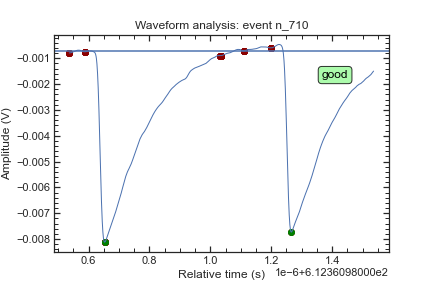 Waveform analysis: event n_710
−0.001
−0.002
−0.003
−0.004
−0.005
−0.006
−0.007
−0.008
Amplitude (V)
good
0.6 0.8 1.0 1.2 1.4
1e−6+6.1236098000e2
Relative time (s)